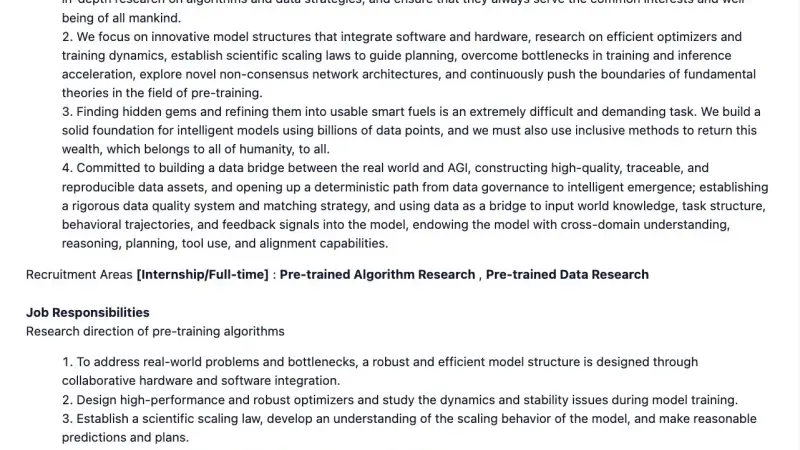 in-depth research on algorithms and data strategies, and ensure that they always serve the common interests and well-
being of all mankind.
2. We focus on innovative model structures that integrate software and hardware, research on efficient optimizers and
training dynamics, establish scientific scaling laws to guide planning, overcome bottlenecks in training and inference
acceleration, explore novel non-consensus network architectures, and continuously push the boundaries of fundamental
theories in the field of pre-training.
3. Finding hidden gems and refining them into usable smart fuels is an extremely difficult and demanding task. We build a
solid foundation for intelligent models using billions of data points, and we must also use inclusive methods to return this
wealth, which belongs to all of humanity, to all.
4. Committed to building a data bridge between the real world and AGI, constructing high-quality, traceable, and
reproducible data assets, and opening up a deterministic path from data governance to intelligent emergence; establishing
a rigorous data quality system and matching strategy, and using data as a bridge to input world knowledge, task structure,
behavioral trajectories, and feedback signals into the model, endowing the model with cross-domain understanding,
reasoning, planning, tool use, and alignment capabilities.
Recruitment Areas [Internship/Full-time] : Pre-trained Algorithm Research , Pre-trained Data Research
Job Responsibilities
Research direction of pre-training algorithms
1. To address real-world problems and bottlenecks, a robust and efficient model structure is designed through
collaborative hardware and software integration.
2. Design high-performance and robust optimizers and study the dynamics and stability issues during model training.
3. Establish a scientific scaling law, develop an understanding of the scaling behavior of the model, and make reasonable
predictions and plans.